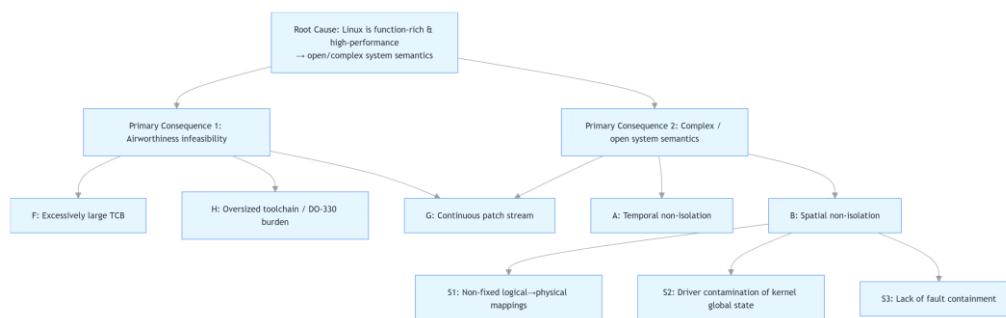 Root Cause: Linux is function-rich &
high-performance
→ open/complex system semantics
Primary Consequence 1:
Airworthiness infeasibility
Primary Consequence 2: Complex /
open system semantics
F: Excessively large TCB
H: Oversized toolchain / DO-330
burden
G: Continuous patch stream
A: Temporal non-isolation
B: Spatial non-isolation
S1: Non-fixed logical→physical
mappings
S2: Driver contamination of kernel
global state
S3: Lack of fault containment